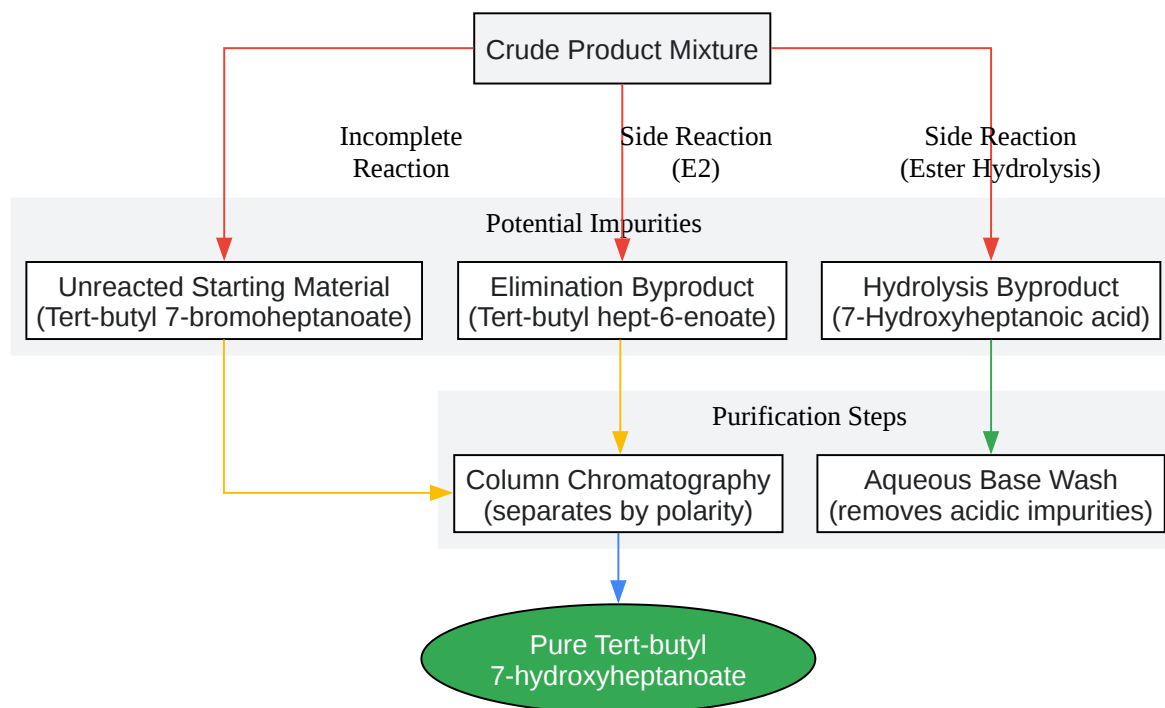 Crude Product Mixture
Incomplete
Reaction
Side Reaction
(E2)
Side Reaction
(Ester Hydrolysis)
Potential Impurities
Unreacted Starting Material
(Tert-butyl 7-bromoheptanoate)
Elimination Byproduct
(Tert-butyl hept-6-enoate)
Hydrolysis Byproduct
(7-Hydroxyheptanoic acid)
Purification Steps
Column Chromatography
(separates by polarity)
Aqueous Base Wash
(removes acidic impurities)
Pure Tert-butyl
7-hydroxyheptanoate